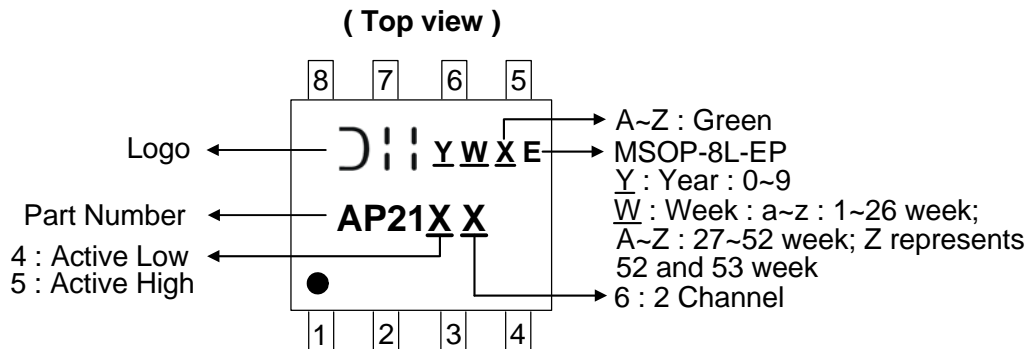 ( Top view )
8 7 6 5
Logo
Y W X E
A~Z : Green
MSOP-8L-EP
Y : Year : 0~9
W : Week : a~z : 1~26 week;
A~Z : 27~52 week; Z represents
52 and 53 week
Part Number
AP21X X
4 : Active Low
5 : Active High
6 : 2 Channel
1 2 3 4